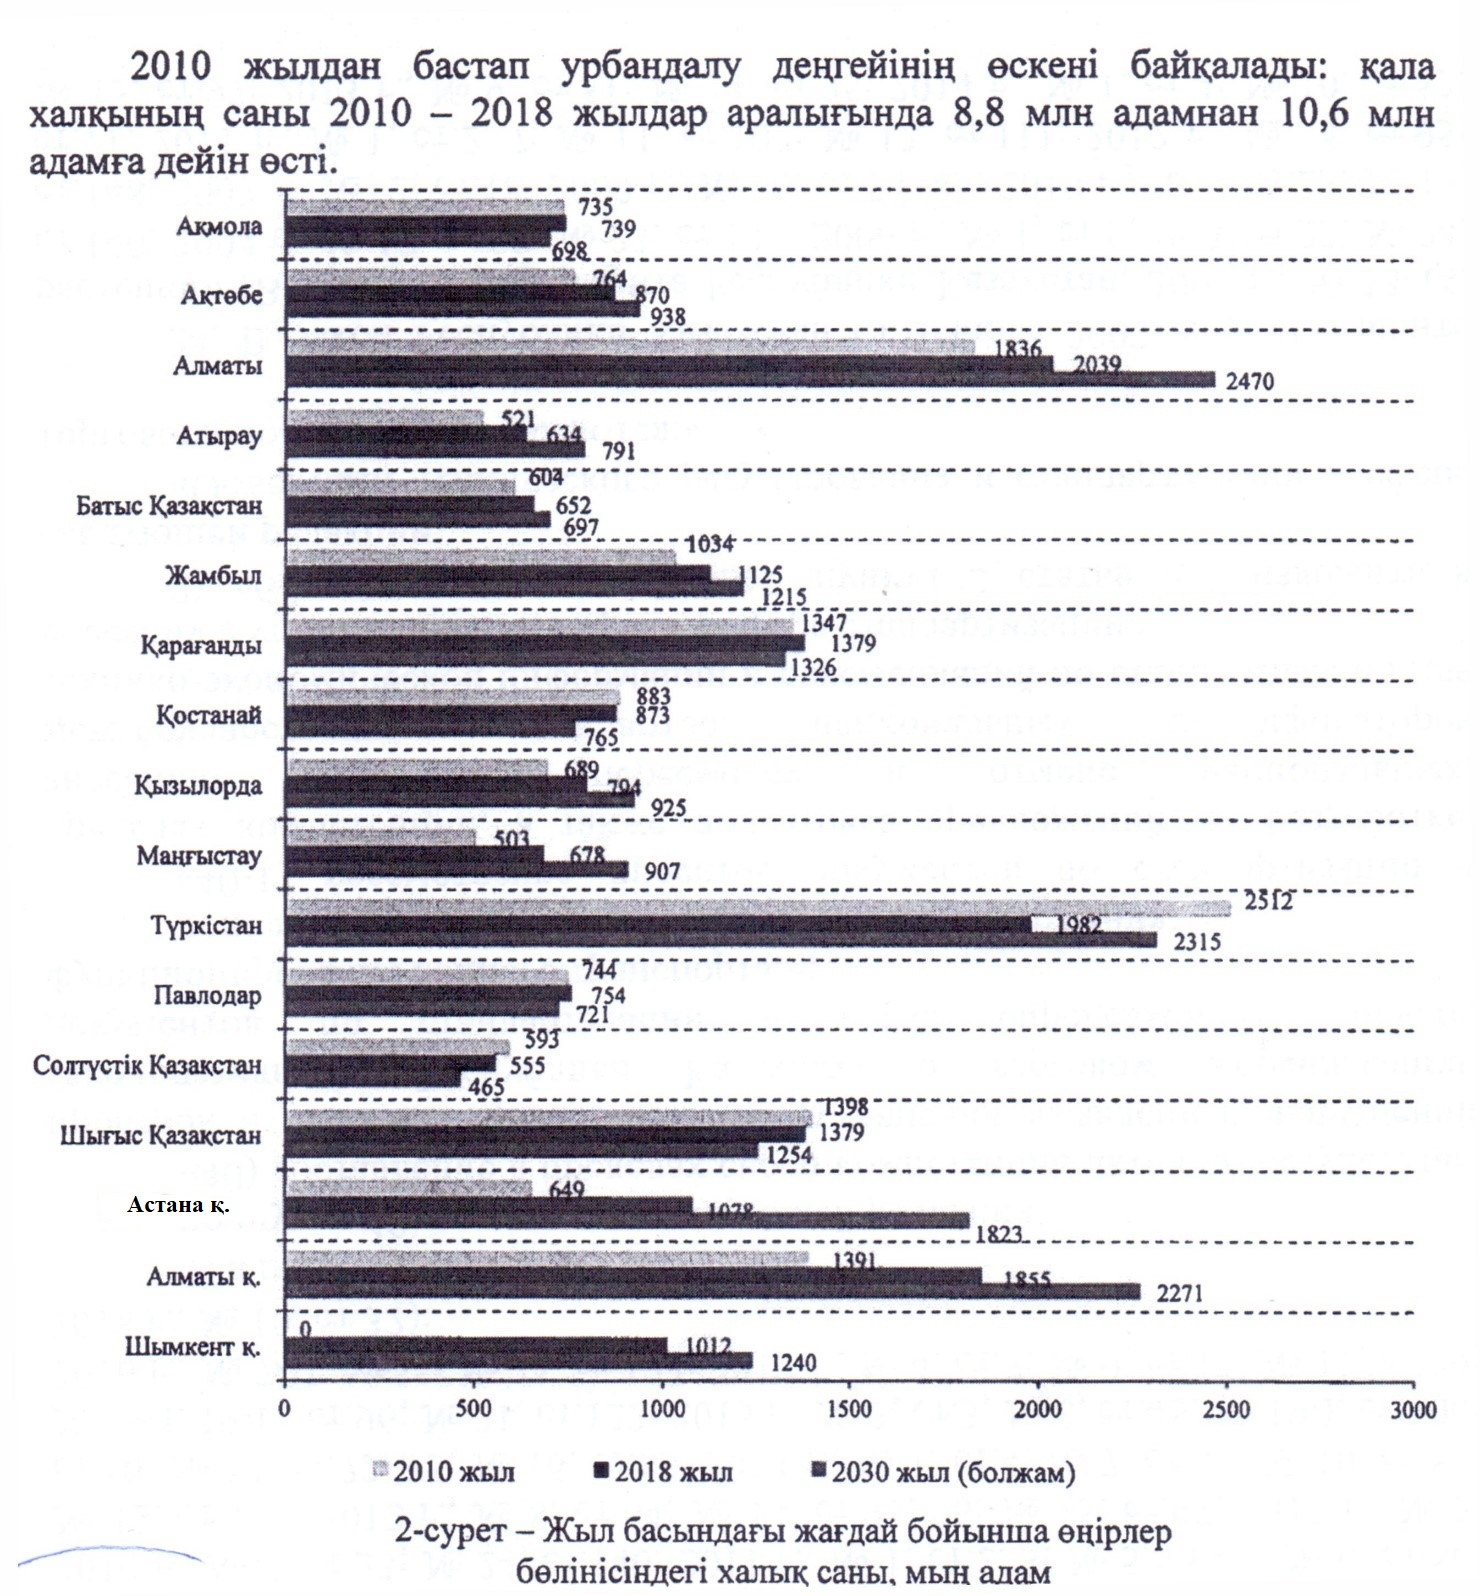 2010 жылдан бастап урбандалу деңгейінің өскені байқалады: қала
халқының саны 2010 – 2018 жылдар аралығында 8,8 млн адамнан 10,6 млн
адамға дейін өсті.
735
Ақмола
739
698
764
Ақтөбе
870
938
1836
Алматы
2039
2470
521
Атырау
634
791
604
Батыс Қазақстан
652
697
1034
Жамбыл
1125
1215
1347
Қарағанды
1379
1326
883
Қостанай
873
765
689
Қызылорда
794
925
503
Маңғыстау
678
907
2512
Түркістан
1982
2315
744
Павлодар
754
721
593
Солтүстік Қазақстан
555
465
1398
Шығыс Қазақстан
1379
1254
649
Астана қ.
1078
1823
1391
Алматы қ.
1855
2271
0
Шымкент қ.
1012
1240
0 500 1000 1500 2000 2500 3000
2010 жыл 2018 жыл 2030 жыл (болжам)
2-сурет – Жыл басындағы жағдай бойынша өңірлер
бөлінісіндегі халық саны, мың адам